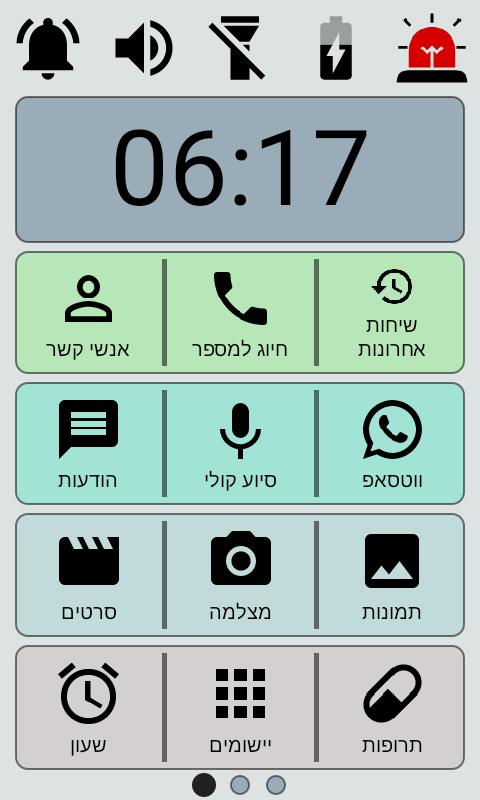 06:17
שיחות
אחרונות
חיוג למספר
אנשי קשר
ווטסאפ
סיוע קולי
הודעות
תמונות
מצלמה
סרטים
תרופות
יישומים
שעון